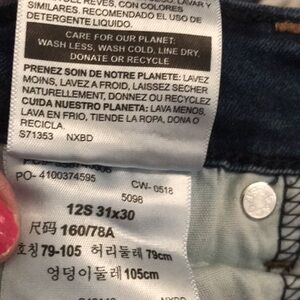 DEL REVES, CON COLORES
SIMILARES. RECOMENDADO EL USO DE
DETERGENTE LIQUIDO.
CARE FOR OUR PLANET:
WASH LESS, WASH COLD, LINE DRY,
DONATE OR RECYCLE
PRENEZ SOIN DE NOTRE PLANETE: LAVEZ
MOINS, LAVEZ A FROID, LAISSEZ SECHER
NATURELLEMENT, DONNEZ OU RECYCLEZ
CUIDA NUESTRO PLANETA: LAVA MENOS,
LAVA EN FRIO, TIENDE LA ROPA, DONA O
RECICLA.
S71353 NXBD
PO- 4100374595 CW- 0518
5098
12S 31x30
尺码 160/78A
호칭 79-105 허리둘레 79cm
엉덩이둘레 105cm